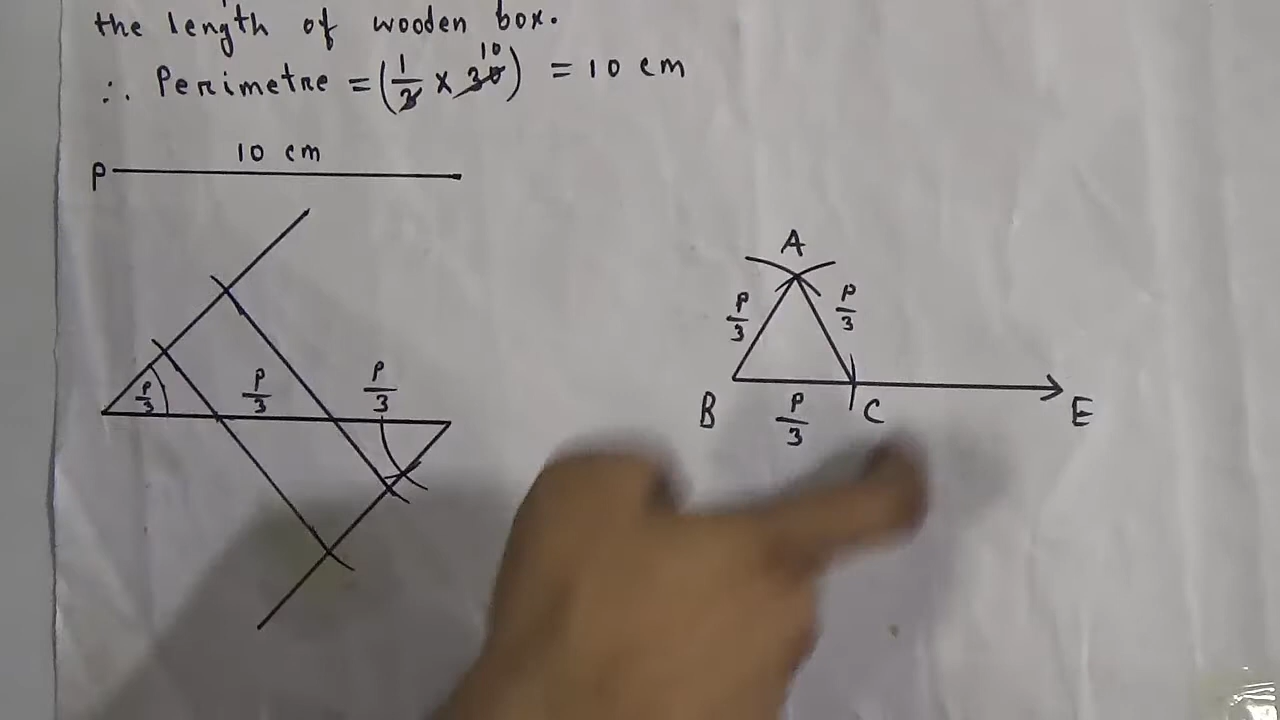 the length of wooden box.
∴ Perimetre = (1/3 × 30) = 10 cm
10
10 cm
P
P/3
P/3
P/3
A
P/3
P/3
B
P/3
C
E